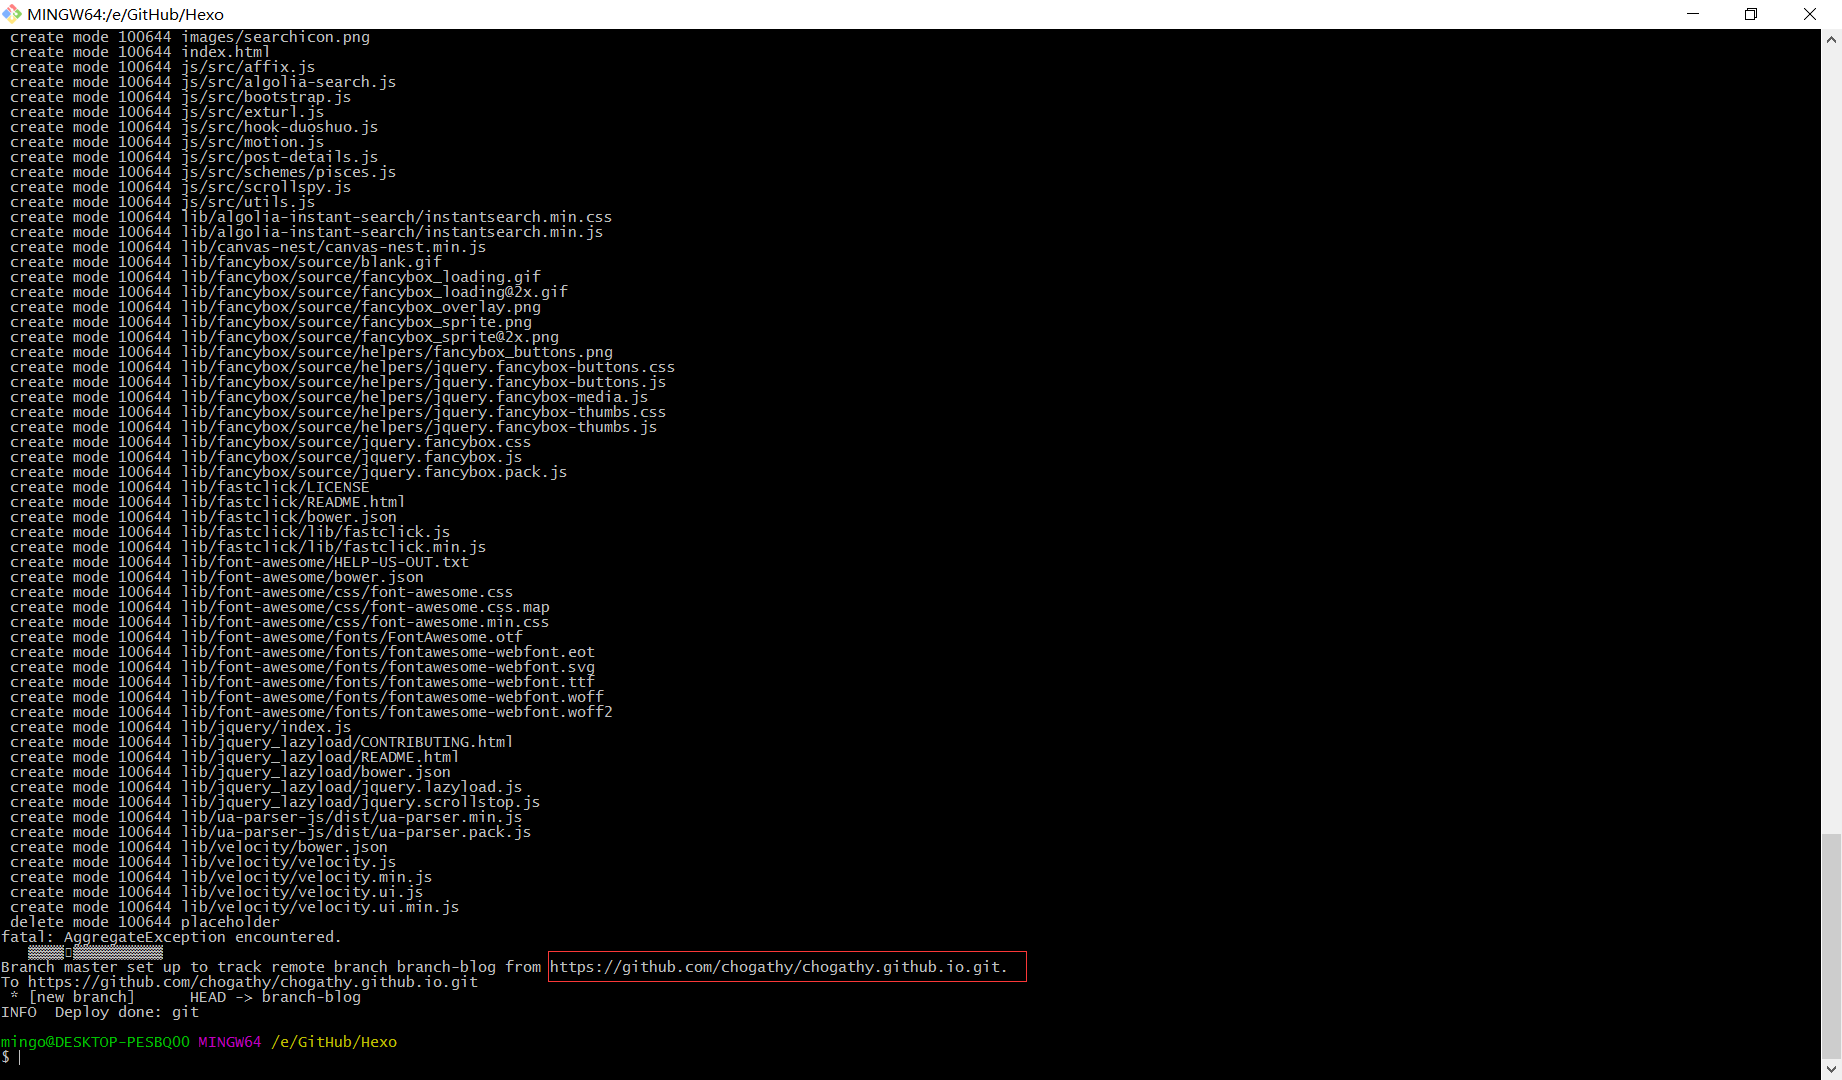 MINGW64:/e/GitHub/Hexo
create mode 100644 images/searchicon.png
create mode 100644 index.html
create mode 100644 js/src/affix.js
create mode 100644 js/src/algolia-search.js
create mode 100644 js/src/bootstrap.js
create mode 100644 js/src/exturl.js
create mode 100644 js/src/hook-duoshuo.js
create mode 100644 js/src/motion.js
create mode 100644 js/src/post-details.js
create mode 100644 js/src/schemes/pisces.js
create mode 100644 js/src/scrollspy.js
create mode 100644 js/src/utils.js
create mode 100644 lib/algolia-instant-search/instantsearch.min.css
create mode 100644 lib/algolia-instant-search/instantsearch.min.js
create mode 100644 lib/canvas-nest/canvas-nest.min.js
create mode 100644 lib/fancybox/source/blank.gif
create mode 100644 lib/fancybox/source/fancybox_loading.gif
create mode 100644 lib/fancybox/source/fancybox_loading@2x.gif
create mode 100644 lib/fancybox/source/fancybox_overlay.png
create mode 100644 lib/fancybox/source/fancybox_sprite.png
create mode 100644 lib/fancybox/source/fancybox_sprite@2x.png
create mode 100644 lib/fancybox/source/helpers/fancybox_buttons.png
create mode 100644 lib/fancybox/source/helpers/jquery.fancybox-buttons.css
create mode 100644 lib/fancybox/source/helpers/jquery.fancybox-buttons.js
create mode 100644 lib/fancybox/source/helpers/jquery.fancybox-media.js
create mode 100644 lib/fancybox/source/helpers/jquery.fancybox-thumbs.css
create mode 100644 lib/fancybox/source/helpers/jquery.fancybox-thumbs.js
create mode 100644 lib/fancybox/source/jquery.fancybox.css
create mode 100644 lib/fancybox/source/jquery.fancybox.js
create mode 100644 lib/fancybox/source/jquery.fancybox.pack.js
create mode 100644 lib/fastclick/LICENSE
create mode 100644 lib/fastclick/README.html
create mode 100644 lib/fastclick/bower.json
create mode 100644 lib/fastclick/lib/fastclick.js
create mode 100644 lib/fastclick/lib/fastclick.min.js
create mode 100644 lib/font-awesome/HELP-US-OUT.txt
create mode 100644 lib/font-awesome/bower.json
create mode 100644 lib/font-awesome/css/font-awesome.css
create mode 100644 lib/font-awesome/css/font-awesome.css.map
create mode 100644 lib/font-awesome/css/font-awesome.min.css
create mode 100644 lib/font-awesome/fonts/FontAwesome.otf
create mode 100644 lib/font-awesome/fonts/fontawesome-webfont.eot
create mode 100644 lib/font-awesome/fonts/fontawesome-webfont.svg
create mode 100644 lib/font-awesome/fonts/fontawesome-webfont.ttf
create mode 100644 lib/font-awesome/fonts/fontawesome-webfont.woff
create mode 100644 lib/font-awesome/fonts/fontawesome-webfont.woff2
create mode 100644 lib/jquery/index.js
create mode 100644 lib/jquery_lazyload/CONTRIBUTING.html
create mode 100644 lib/jquery_lazyload/README.html
create mode 100644 lib/jquery_lazyload/bower.json
create mode 100644 lib/jquery_lazyload/jquery.lazyload.js
create mode 100644 lib/jquery_lazyload/jquery.scrollstop.js
create mode 100644 lib/ua-parser-js/dist/ua-parser.min.js
create mode 100644 lib/ua-parser-js/dist/ua-parser.pack.js
create mode 100644 lib/velocity/bower.json
create mode 100644 lib/velocity/velocity.js
create mode 100644 lib/velocity/velocity.min.js
create mode 100644 lib/velocity/velocity.ui.js
create mode 100644 lib/velocity/velocity.ui.min.js
delete mode 100644 placeholder
fatal: AggregateException encountered.
Branch master set up to track remote branch branch-blog from https://github.com/chogathy/chogathy.github.io.git.
To https://github.com/chogathy/chogathy.github.io.git
* [new branch] HEAD -> branch-blog
INFO Deploy done: git
mingo@DESKTOP-PESBQOO MINGW64 /e/GitHub/Hexo
$